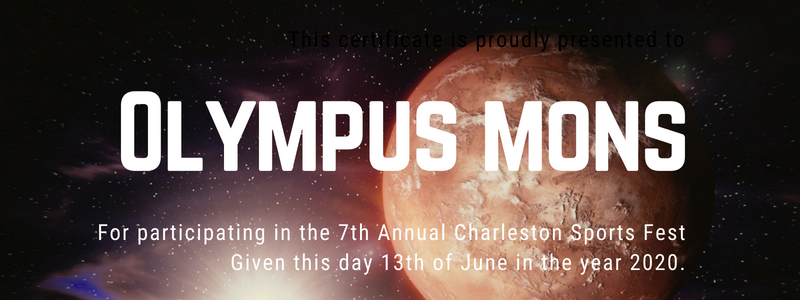 This certificate is proudly presented to
OLYMPUS MONS
For participating in the 7th Annual Charleston Sports Fest
Given this day 13th of June in the year 2020.